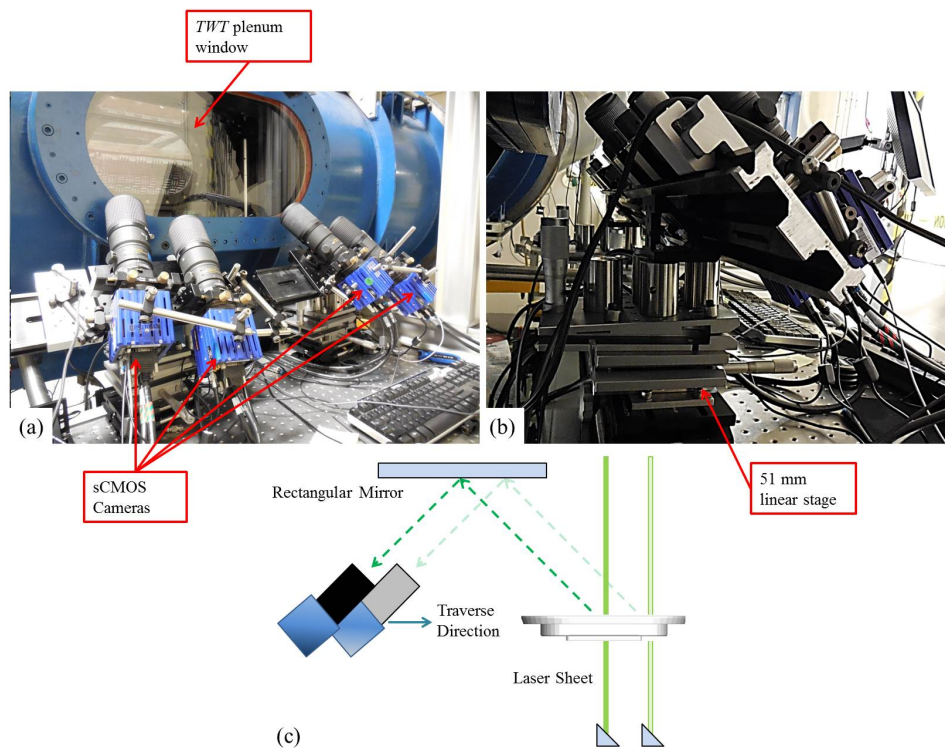 TWT plenum
window
(a)
(b)
sCMOS
Cameras
Rectangular Mirror
51 mm
linear stage
Traverse
Direction
Laser Sheet
(c)